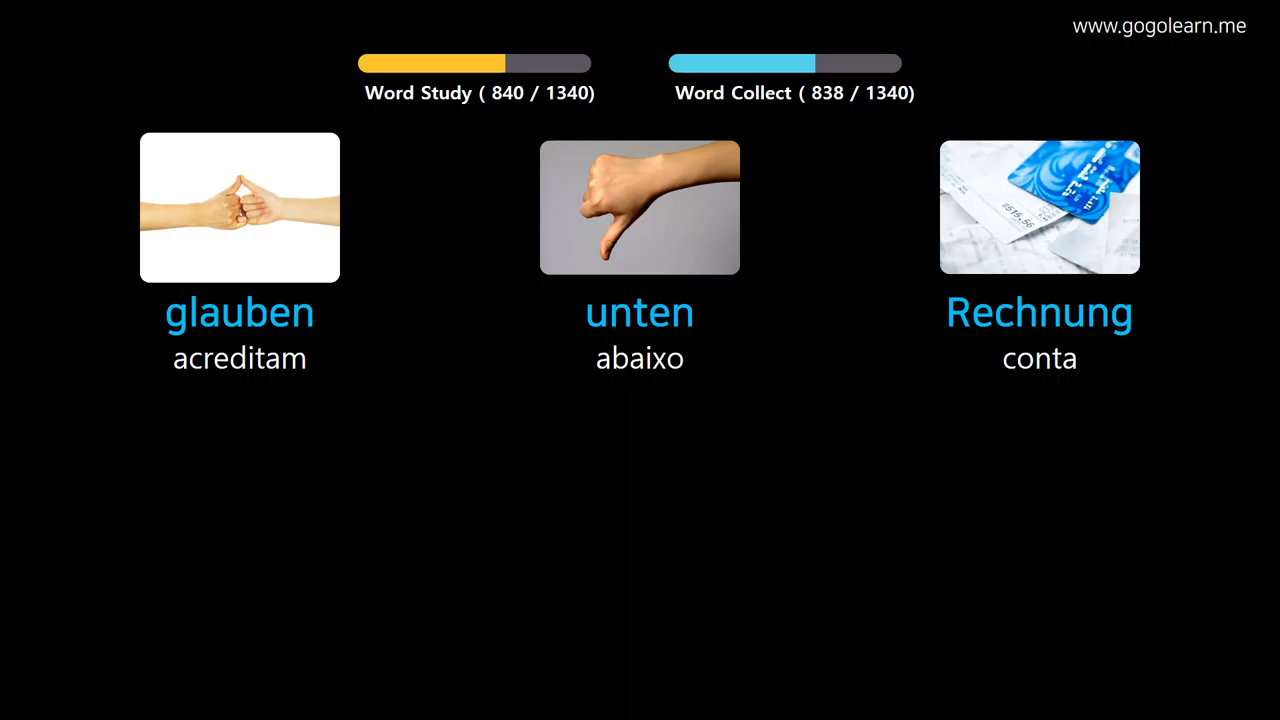 www.gogolearn.me
Word Study ( 840 / 1340)
Word Collect ( 838 / 1340)
glauben
unten
Rechnung
acreditam
abaixo
conta